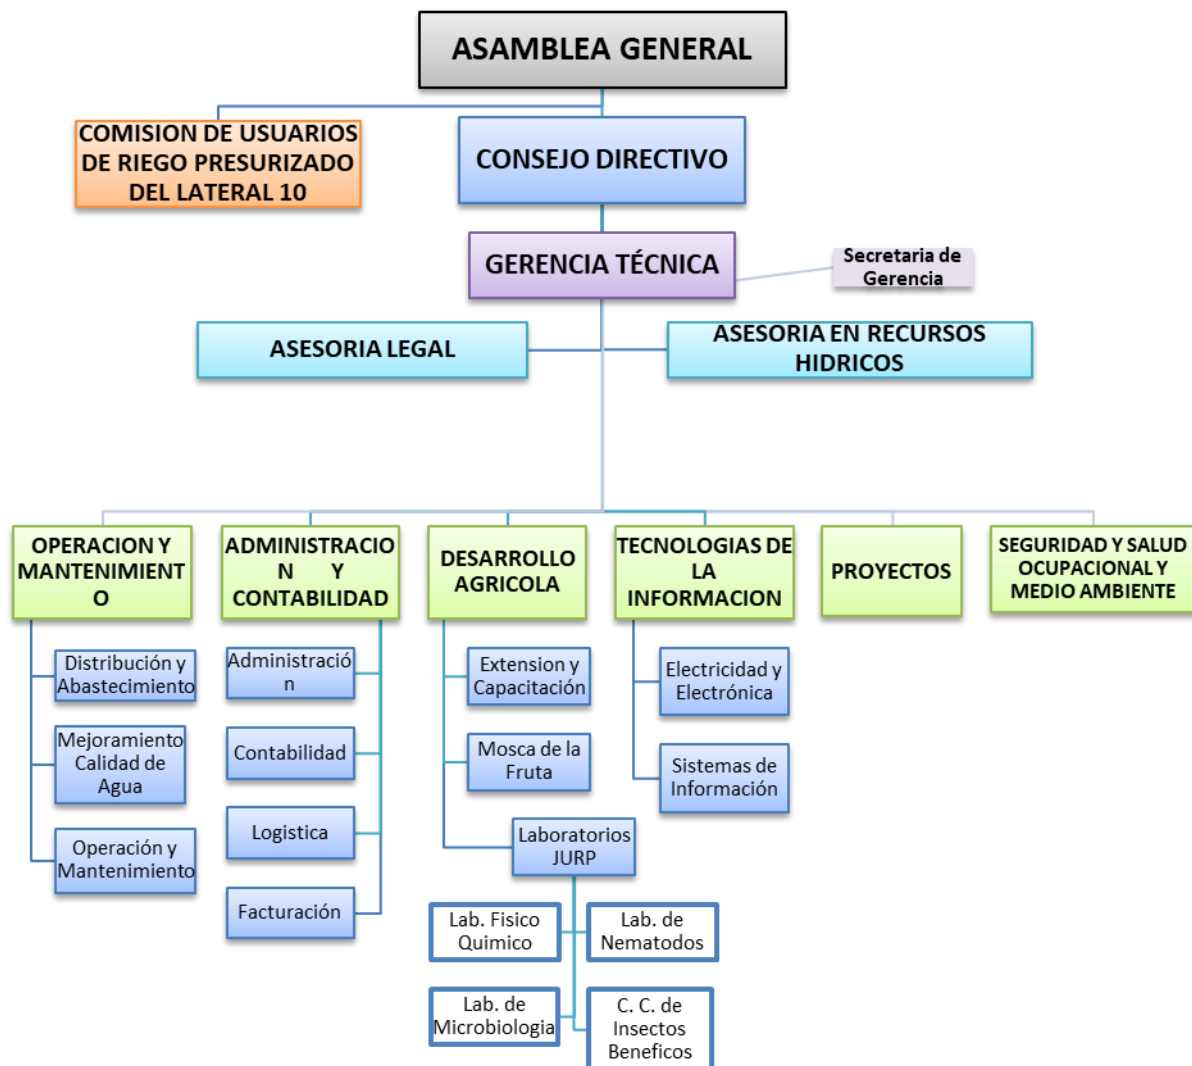 ASAMBLEA GENERAL
COMISION DE USUARIOS
DE RIEGO PRESURIZADO
DEL LATERAL 10
CONSEJO DIRECTIVO
GERENCIA TÉCNICA
Secretaria de
Gerencia
ASESORIA LEGAL
ASESORIA EN RECURSOS
HIDRICOS
OPERACION Y
MANTENIMIENT
O
ADMINISTRACIO
N Y
CONTABILIDAD
DESARROLLO
AGRICOLA
TECNOLOGIAS DE
LA
INFORMACION
PROYECTOS
SEGURIDAD Y SALUD
OCUPACIONAL Y
MEDIO AMBIENTE
Distribución y
Abastecimiento
Mejoramiento
Calidad de
Agua
Operación y
Mantenimiento
Administració
n
Contabilidad
Logistica
Facturación
Extension y
Capacitación
Mosca de la
Fruta
Laboratorios
JURP
Lab. Fisico
Quimico
Lab. de
Nematodos
Lab. de
Microbiologia
C. C. de
Insectos
Beneficos
Electricidad y
Electrónica
Sistemas de
Información